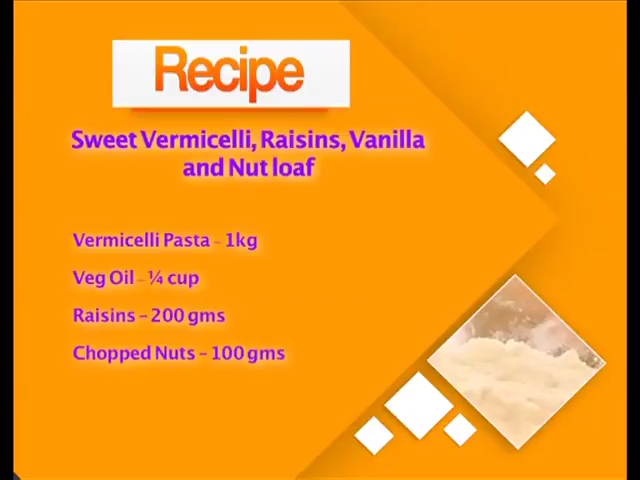 Recipe
Sweet Vermicelli, Raisins, Vanilla
and Nut loaf
Vermicelli Pasta - 1kg
Veg Oil - ¼ cup
Raisins - 200 gms
Chopped Nuts - 100 gms